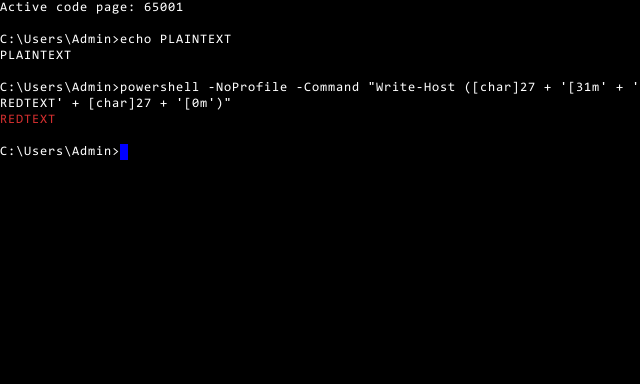 Active code page: 65001
C:\Users\Admin>echo PLAINTEXT
PLAINTEXT
C:\Users\Admin>powershell -NoProfile -Command "Write-Host ([char]27 + '[31m' + '
REDTEXT' + [char]27 + '[0m')"
REDTEXT
C:\Users\Admin>